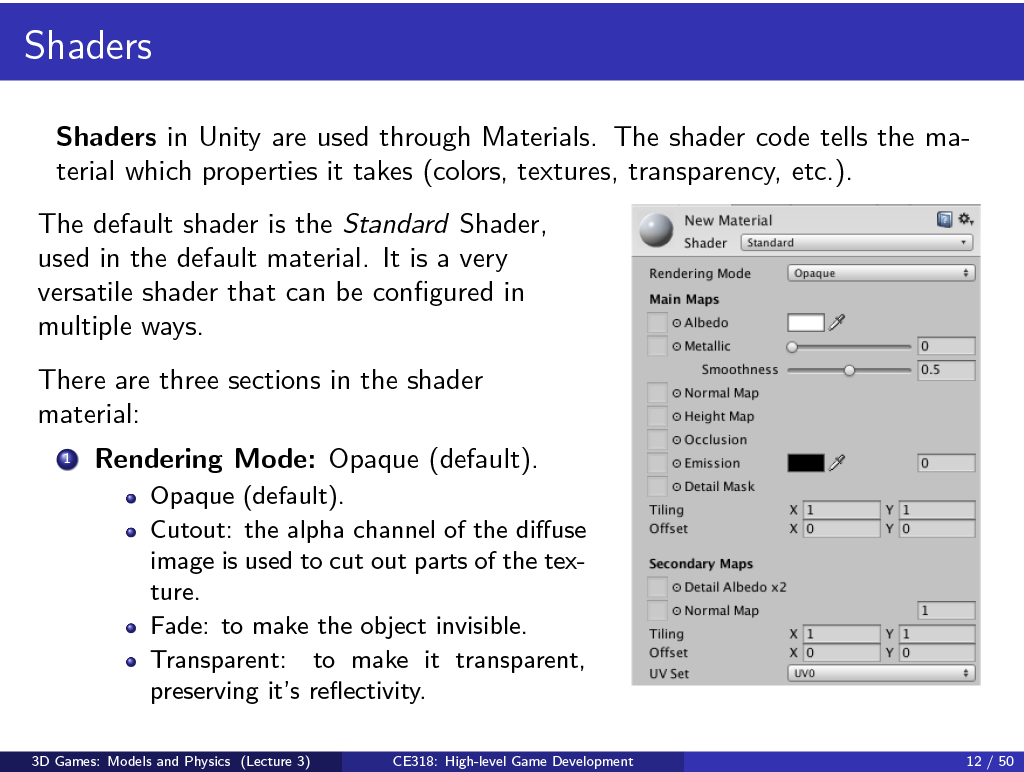 Shaders
Shaders in Unity are used through Materials. The shader code tells the ma-
terial which properties it takes (colors, textures, transparency, etc.).
The default shader is the Standard Shader,
used in the default material. It is a very
versatile shader that can be configured in
multiple ways.
There are three sections in the shader
material:
1 Rendering Mode: Opaque (default).
Opaque (default).
Cutout: the alpha channel of the diffuse
image is used to cut out parts of the tex-
ture.
Fade: to make the object invisible.
Transparent: to make it transparent,
preserving it's reflectivity.
New Material
Shader Standard
Rendering Mode Opaque
Main Maps
Albedo
Metallic 0
Smoothness 0.5
Normal Map
Height Map
Occlusion
Emission 0
Detail Mask
Tiling X 1 Y 1
Offset X 0 Y 0
Secondary Maps
Detail Albedo x2
Normal Map 1
Tiling X 1 Y 1
Offset X 0 Y 0
UV Set UV0
3D Games: Models and Physics (Lecture 3) CE318: High-level Game Development 12 / 50